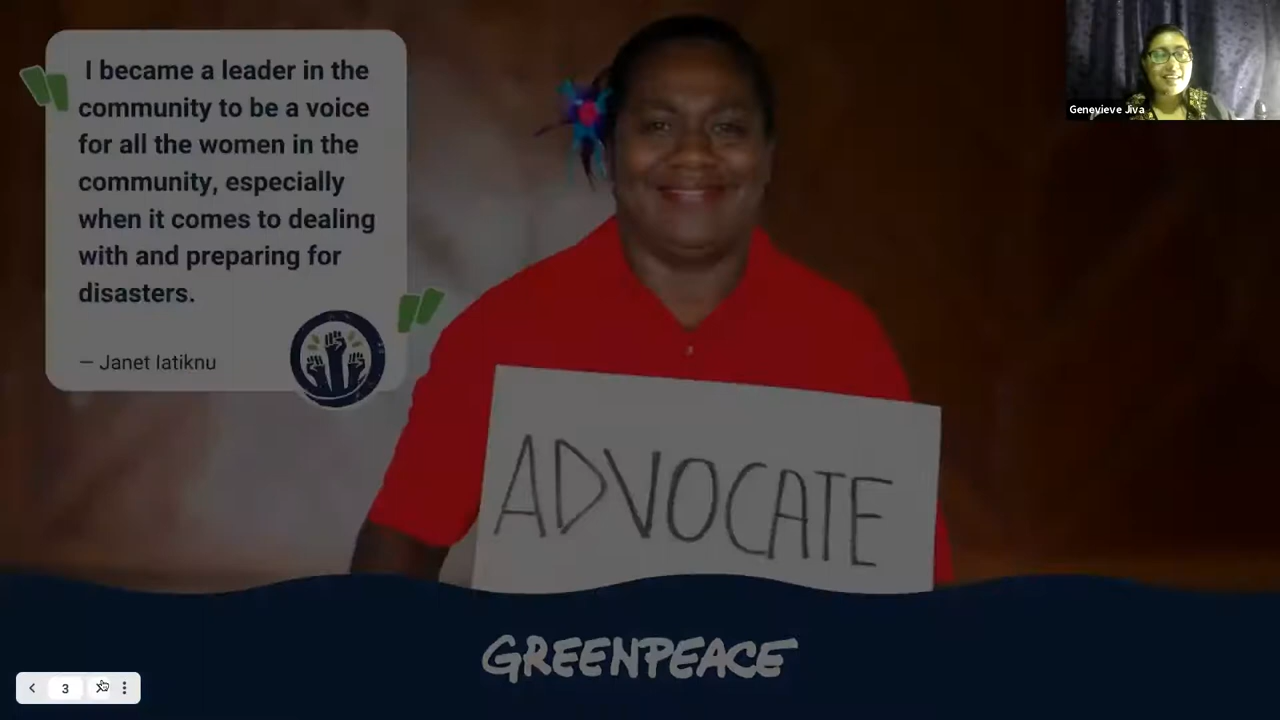 I became a leader in the
community to be a voice
for all the women in the
community, especially
when it comes to dealing
with and preparing for
disasters.
— Janet Iatiknu
Genevieve Jiva
ADVOCATE
GREENPEACE
3